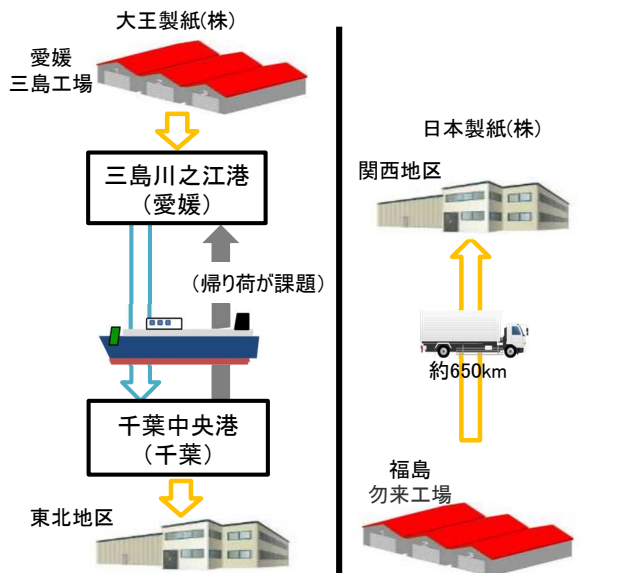 大王製紙(株)
愛媛
三島工場
三島川之江港
(愛媛)
(帰り荷が課題)
千葉中央港
(千葉)
東北地区
日本製紙(株)
関西地区
約650km
福島
勿来工場